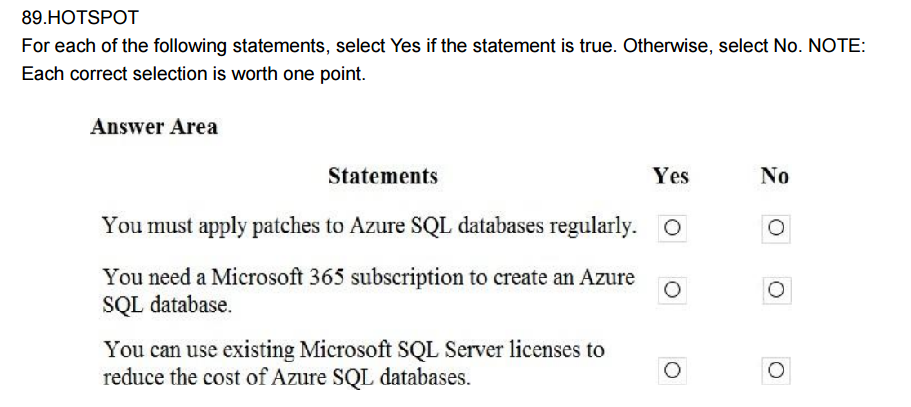 89.HOTSPOT
For each of the following statements, select Yes if the statement is true. Otherwise, select No. NOTE:
Each correct selection is worth one point.
Answer Area
Statements Yes No
You must apply patches to Azure SQL databases regularly.
You need a Microsoft 365 subscription to create an Azure
SQL database.
You can use existing Microsoft SQL Server licenses to
reduce the cost of Azure SQL databases.